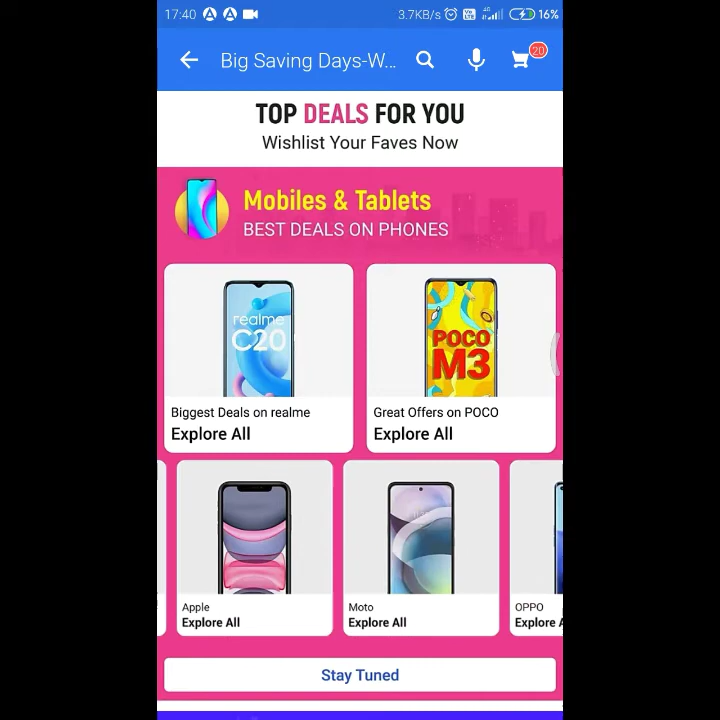 17:40 3.7KB/s 4G 16%
Big Saving Days-W... 20
TOP DEALS FOR YOU
Wishlist Your Faves Now
Mobiles & Tablets
BEST DEALS ON PHONES
realme
C20
POCO
M3
Biggest Deals on realme
Explore All
Great Offers on POCO
Explore All
Apple
Explore All
Moto
Explore All
OPPO
Explore
Stay Tuned